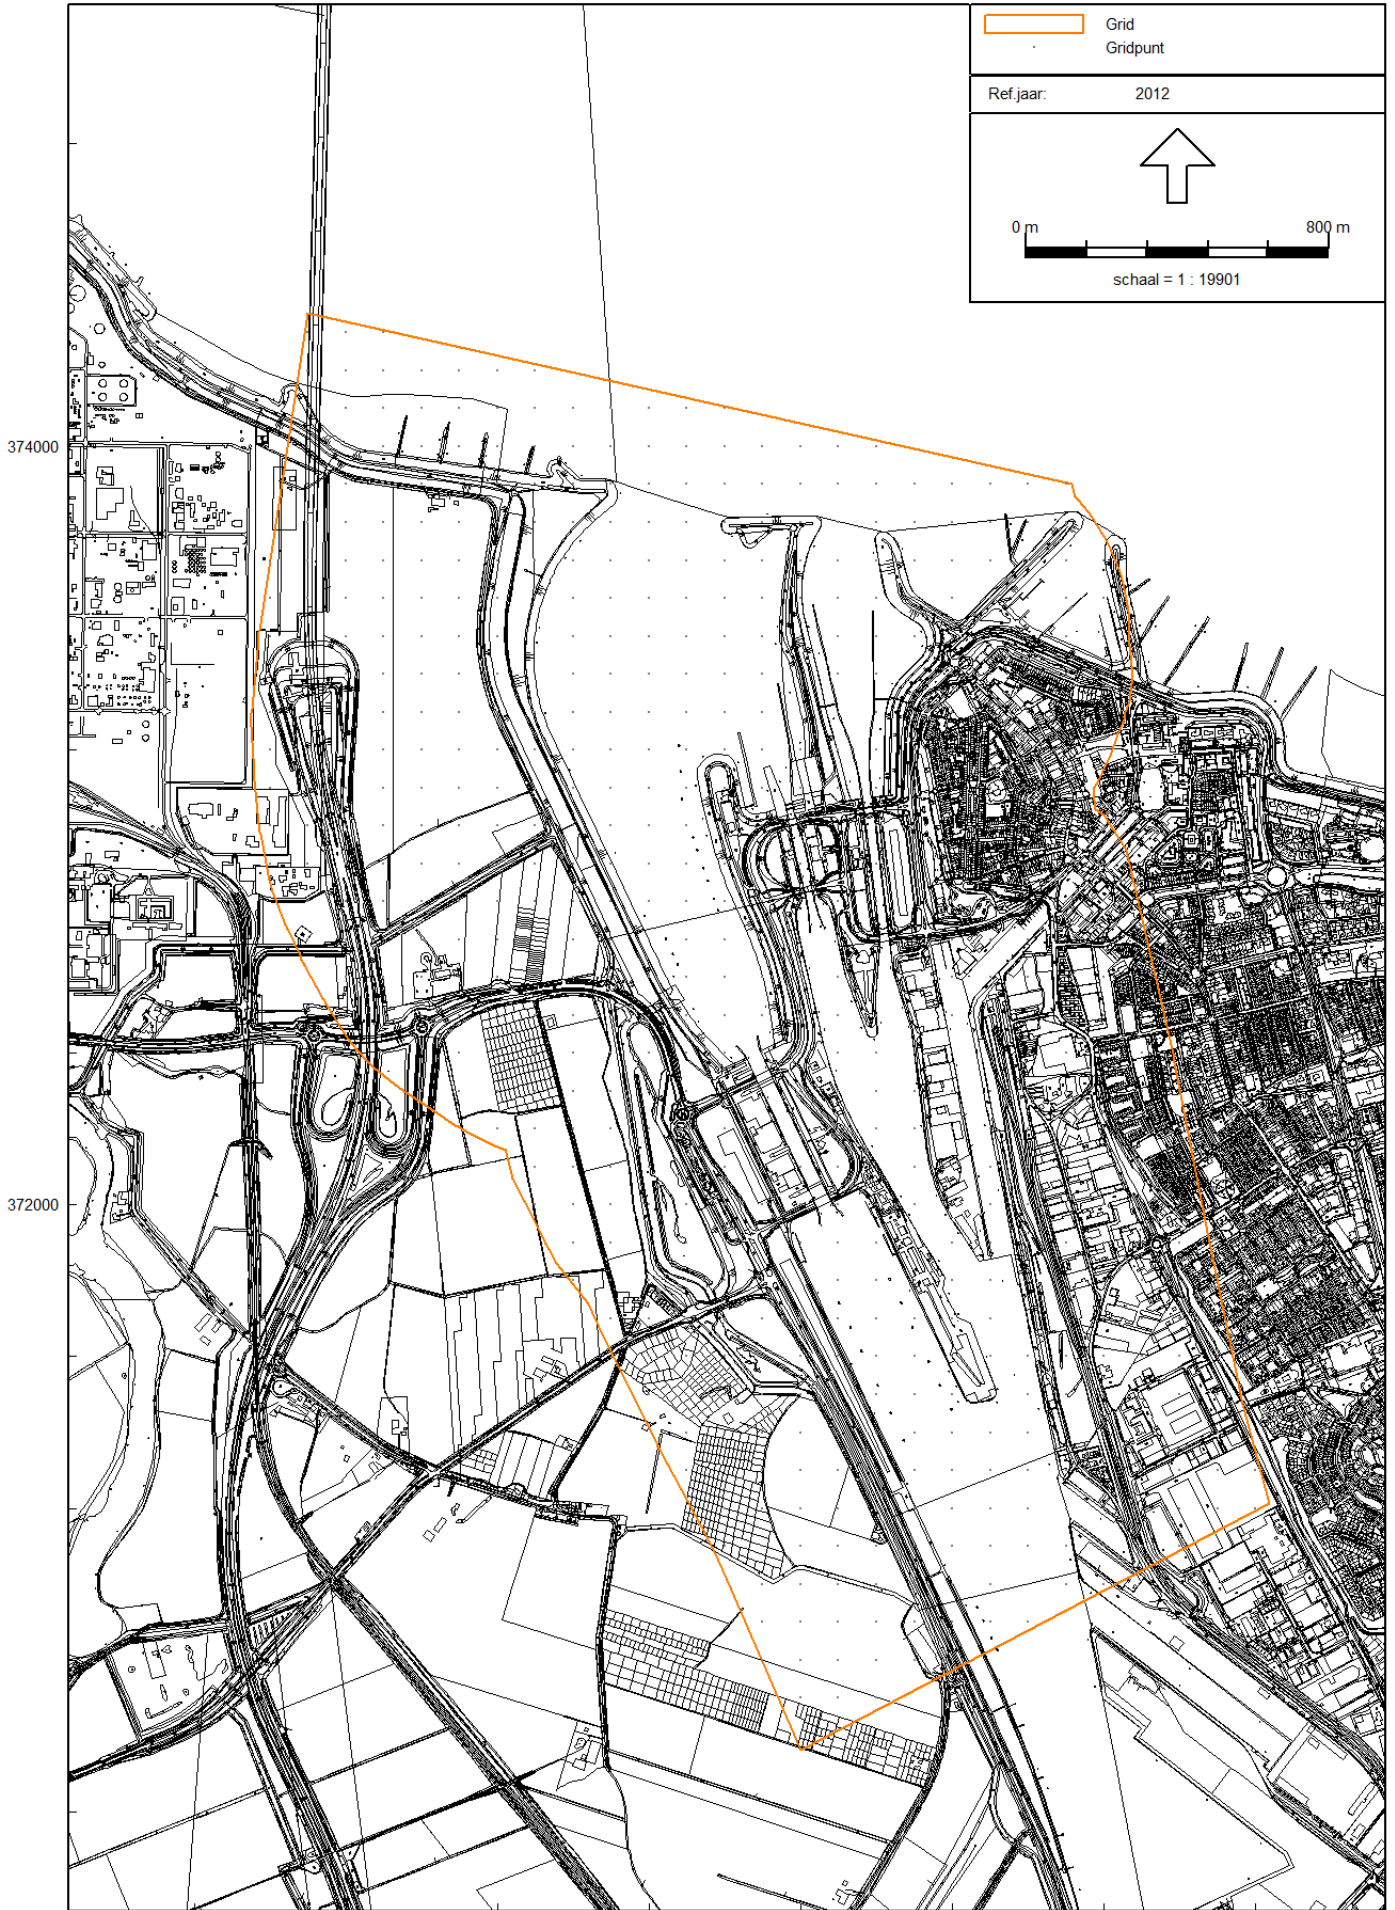 Grid
Gridpunt
Ref.jaar: 2012
0 m 800 m
schaal = 1 : 19901
374000
372000